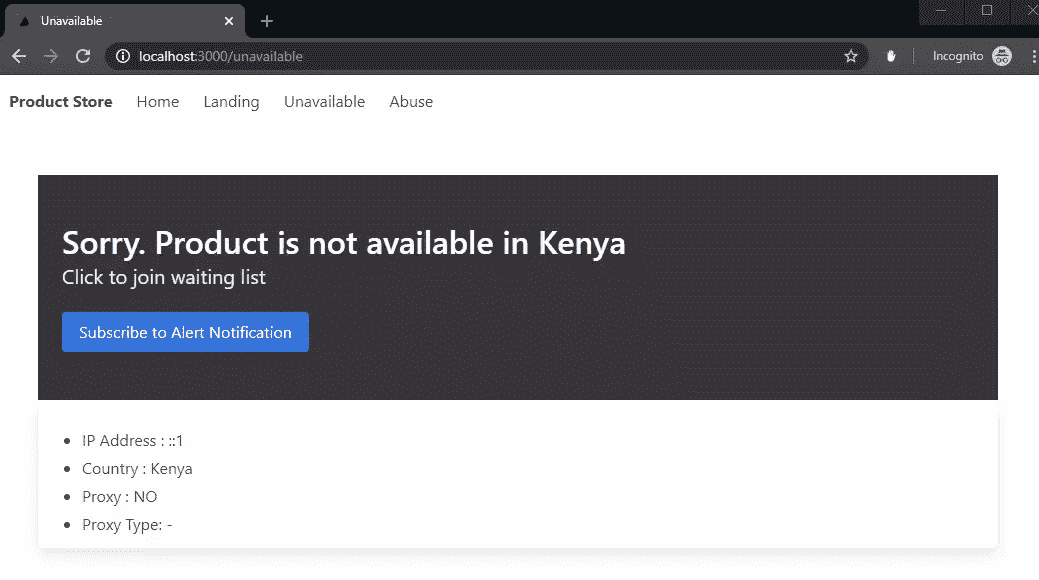 Unavailable
localhost:3000/unavailable
Incognito
Product Store Home Landing Unavailable Abuse
Sorry. Product is not available in Kenya
Click to join waiting list
Subscribe to Alert Notification
IP Address : ::1
Country : Kenya
Proxy : NO
Proxy Type: -